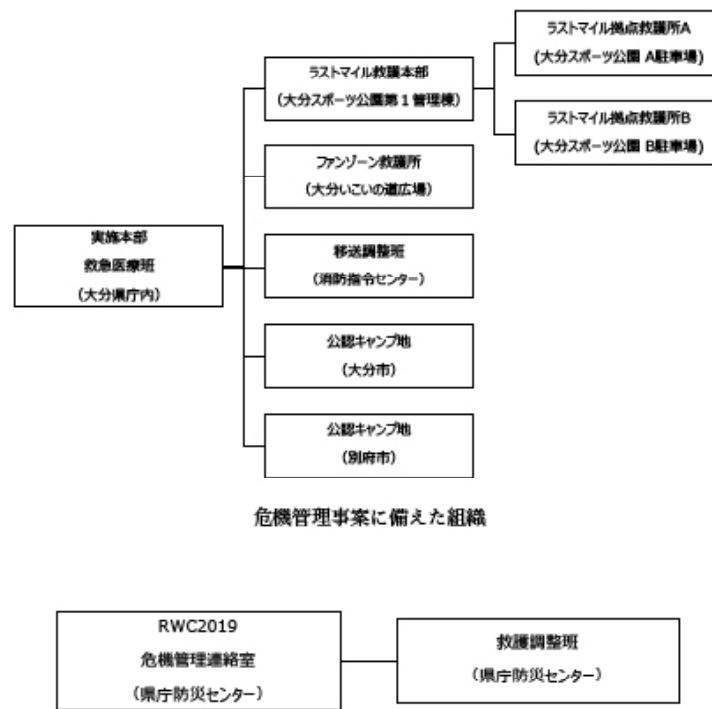 ラストマイル拠点救護所A
(大分スポーツ公園 A駐車場)
ラストマイル救護本部
(大分スポーツ公園第1管理棟)
ラストマイル拠点救護所B
(大分スポーツ公園 B駐車場)
ファンゾーン救護所
(大分いこいの道広場)
実施本部
救急医療班
(大分県庁内)
移送調整班
(消防指令センター)
公認キャンプ地
(大分市)
公認キャンプ地
(別府市)
危機管理事案に備えた組織
RWC2019
危機管理連絡室
(県庁防災センター)
救護調整班
(県庁防災センター)